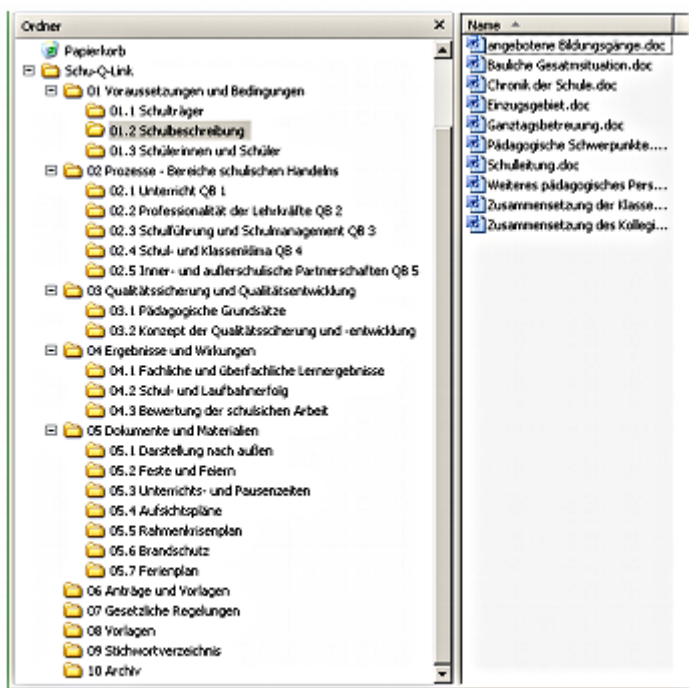 Ordner
Papierkorb
Schu-Q-Link
01 Voraussetzungen und Bedingungen
01.1 Schulträger
01.2 Schulbeschreibung
01.3 Schülerinnen und Schüler
02 Prozesse - Bereiche schulischen Handelns
02.1 Unterricht QB 1
02.2 Professionalität der Lehrkräfte QB 2
02.3 Schulführung und Schulmanagement QB 3
02.4 Schul- und Klassenklima QB 4
02.5 Inner- und außerschulische Partnerschaften QB 5
03 Qualitätssicherung und Qualitätsentwicklung
03.1 Pädagogische Grundsätze
03.2 Konzept der Qualitätssciherung und -entwicklung
04 Ergebnisse und Wirkungen
04.1 Fachliche und überfachliche Lernergebnisse
04.2 Schul- und Laufbahnerfolg
04.3 Bewertung der schulsichen Arbeit
05 Dokumente und Materialien
05.1 Darstellung nach außen
05.2 Feste und Feiern
05.3 Unterrichts- und Pausenzeiten
05.4 Aufsichtspläne
05.5 Rahmenkrisenplan
05.6 Brandschutz
05.7 Ferienplan
06 Anträge und Vorlagen
07 Gesetzliche Regelungen
08 Vorlagen
09 Stichwortverzeichnis
10 Archiv
Name
angebotene Bildungsgänge.doc
Bauliche Gesatmsituation.doc
Chronik der Schule.doc
Einzugsgebiet.doc
Ganztagsbetreuung.doc
Pädagogische Schwerpunkte....
Schulleitung.doc
Weiteres pädagogisches Pers...
Zusammensetzung der Klasse...
Zusammensetzung des Kollegi...